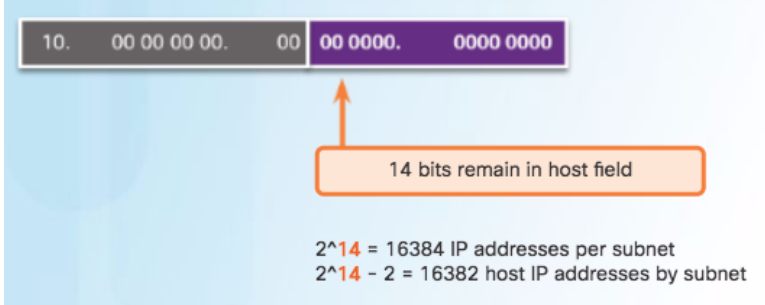 10. 00 00 00 00. 00 00 0000. 0000 0000
14 bits remain in host field
2^14 = 16384 IP addresses per subnet
2^14 - 2 = 16382 host IP addresses by subnet